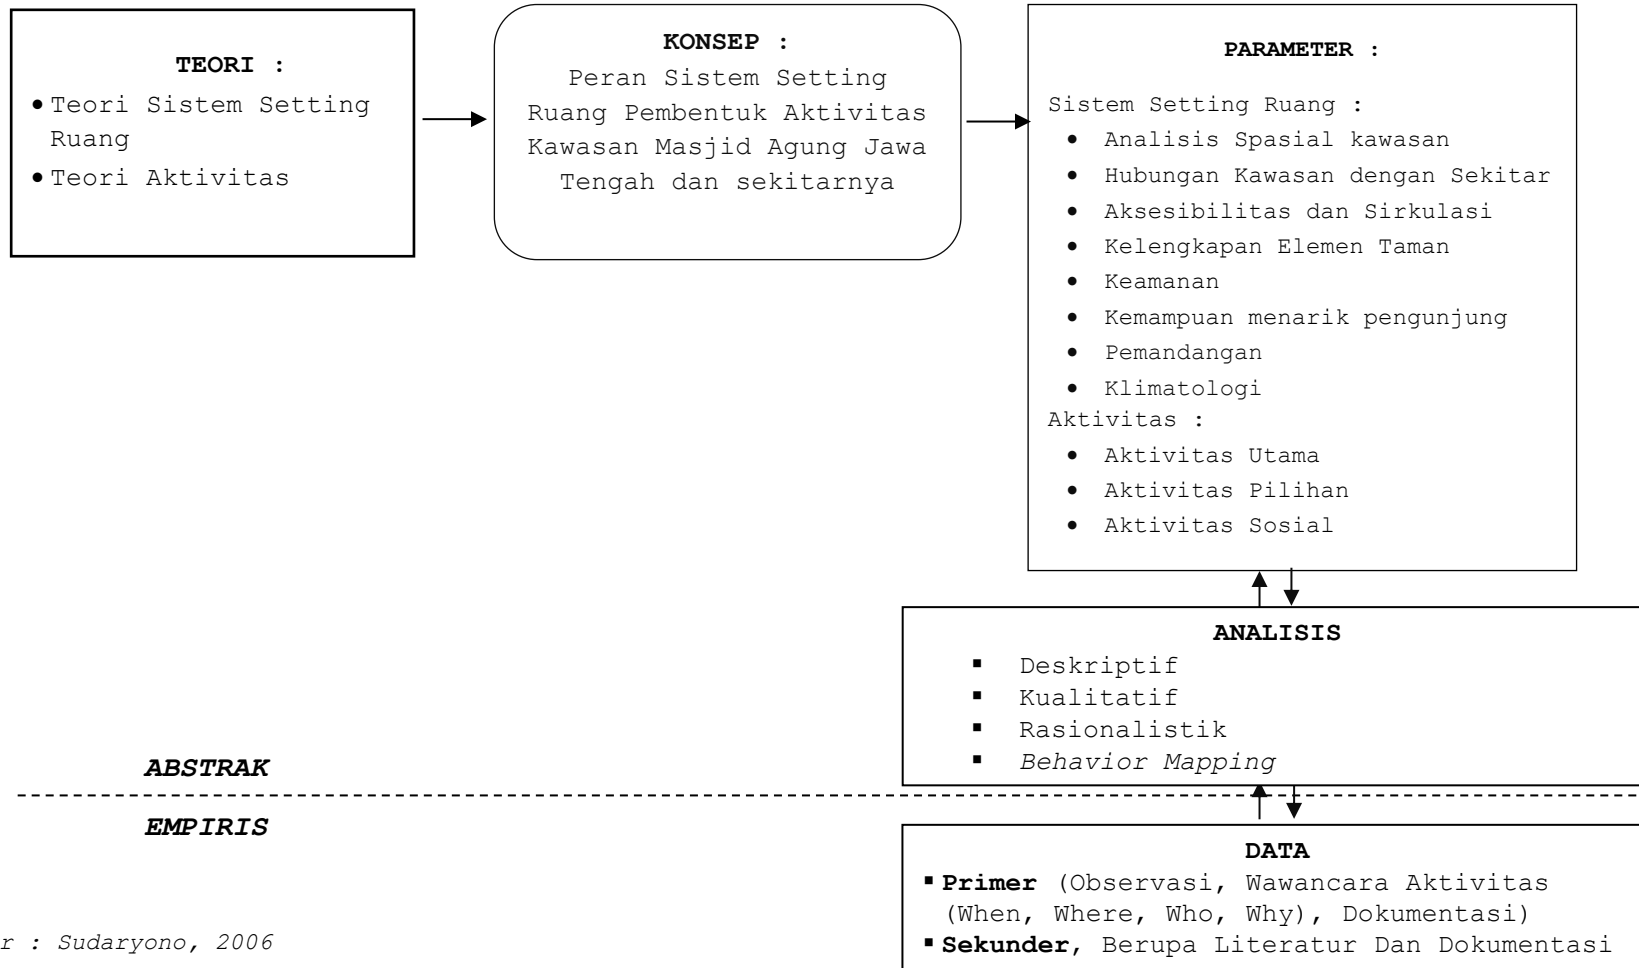 TEORI :
• Teori Sistem Setting
Ruang
• Teori Aktivitas
KONSEP :
Peran Sistem Setting
Ruang Pembentuk Aktivitas
Kawasan Masjid Agung Jawa
Tengah dan sekitarnya
PARAMETER :
Sistem Setting Ruang :
• Analisis Spasial kawasan
• Hubungan Kawasan dengan Sekitar
• Aksesibilitas dan Sirkulasi
• Kelengkapan Elemen Taman
• Keamanan
• Kemampuan menarik pengunjung
• Pemandangan
• Klimatologi
Aktivitas :
• Aktivitas Utama
• Aktivitas Pilihan
• Aktivitas Sosial
ANALISIS
▪ Deskriptif
▪ Kualitatif
▪ Rasionalistik
▪ Behavior Mapping
ABSTRAK
EMPIRIS
DATA
▪ Primer (Observasi, Wawancara Aktivitas
(When, Where, Who, Why), Dokumentasi)
▪ Sekunder, Berupa Literatur Dan Dokumentasi
r : Sudaryono, 2006